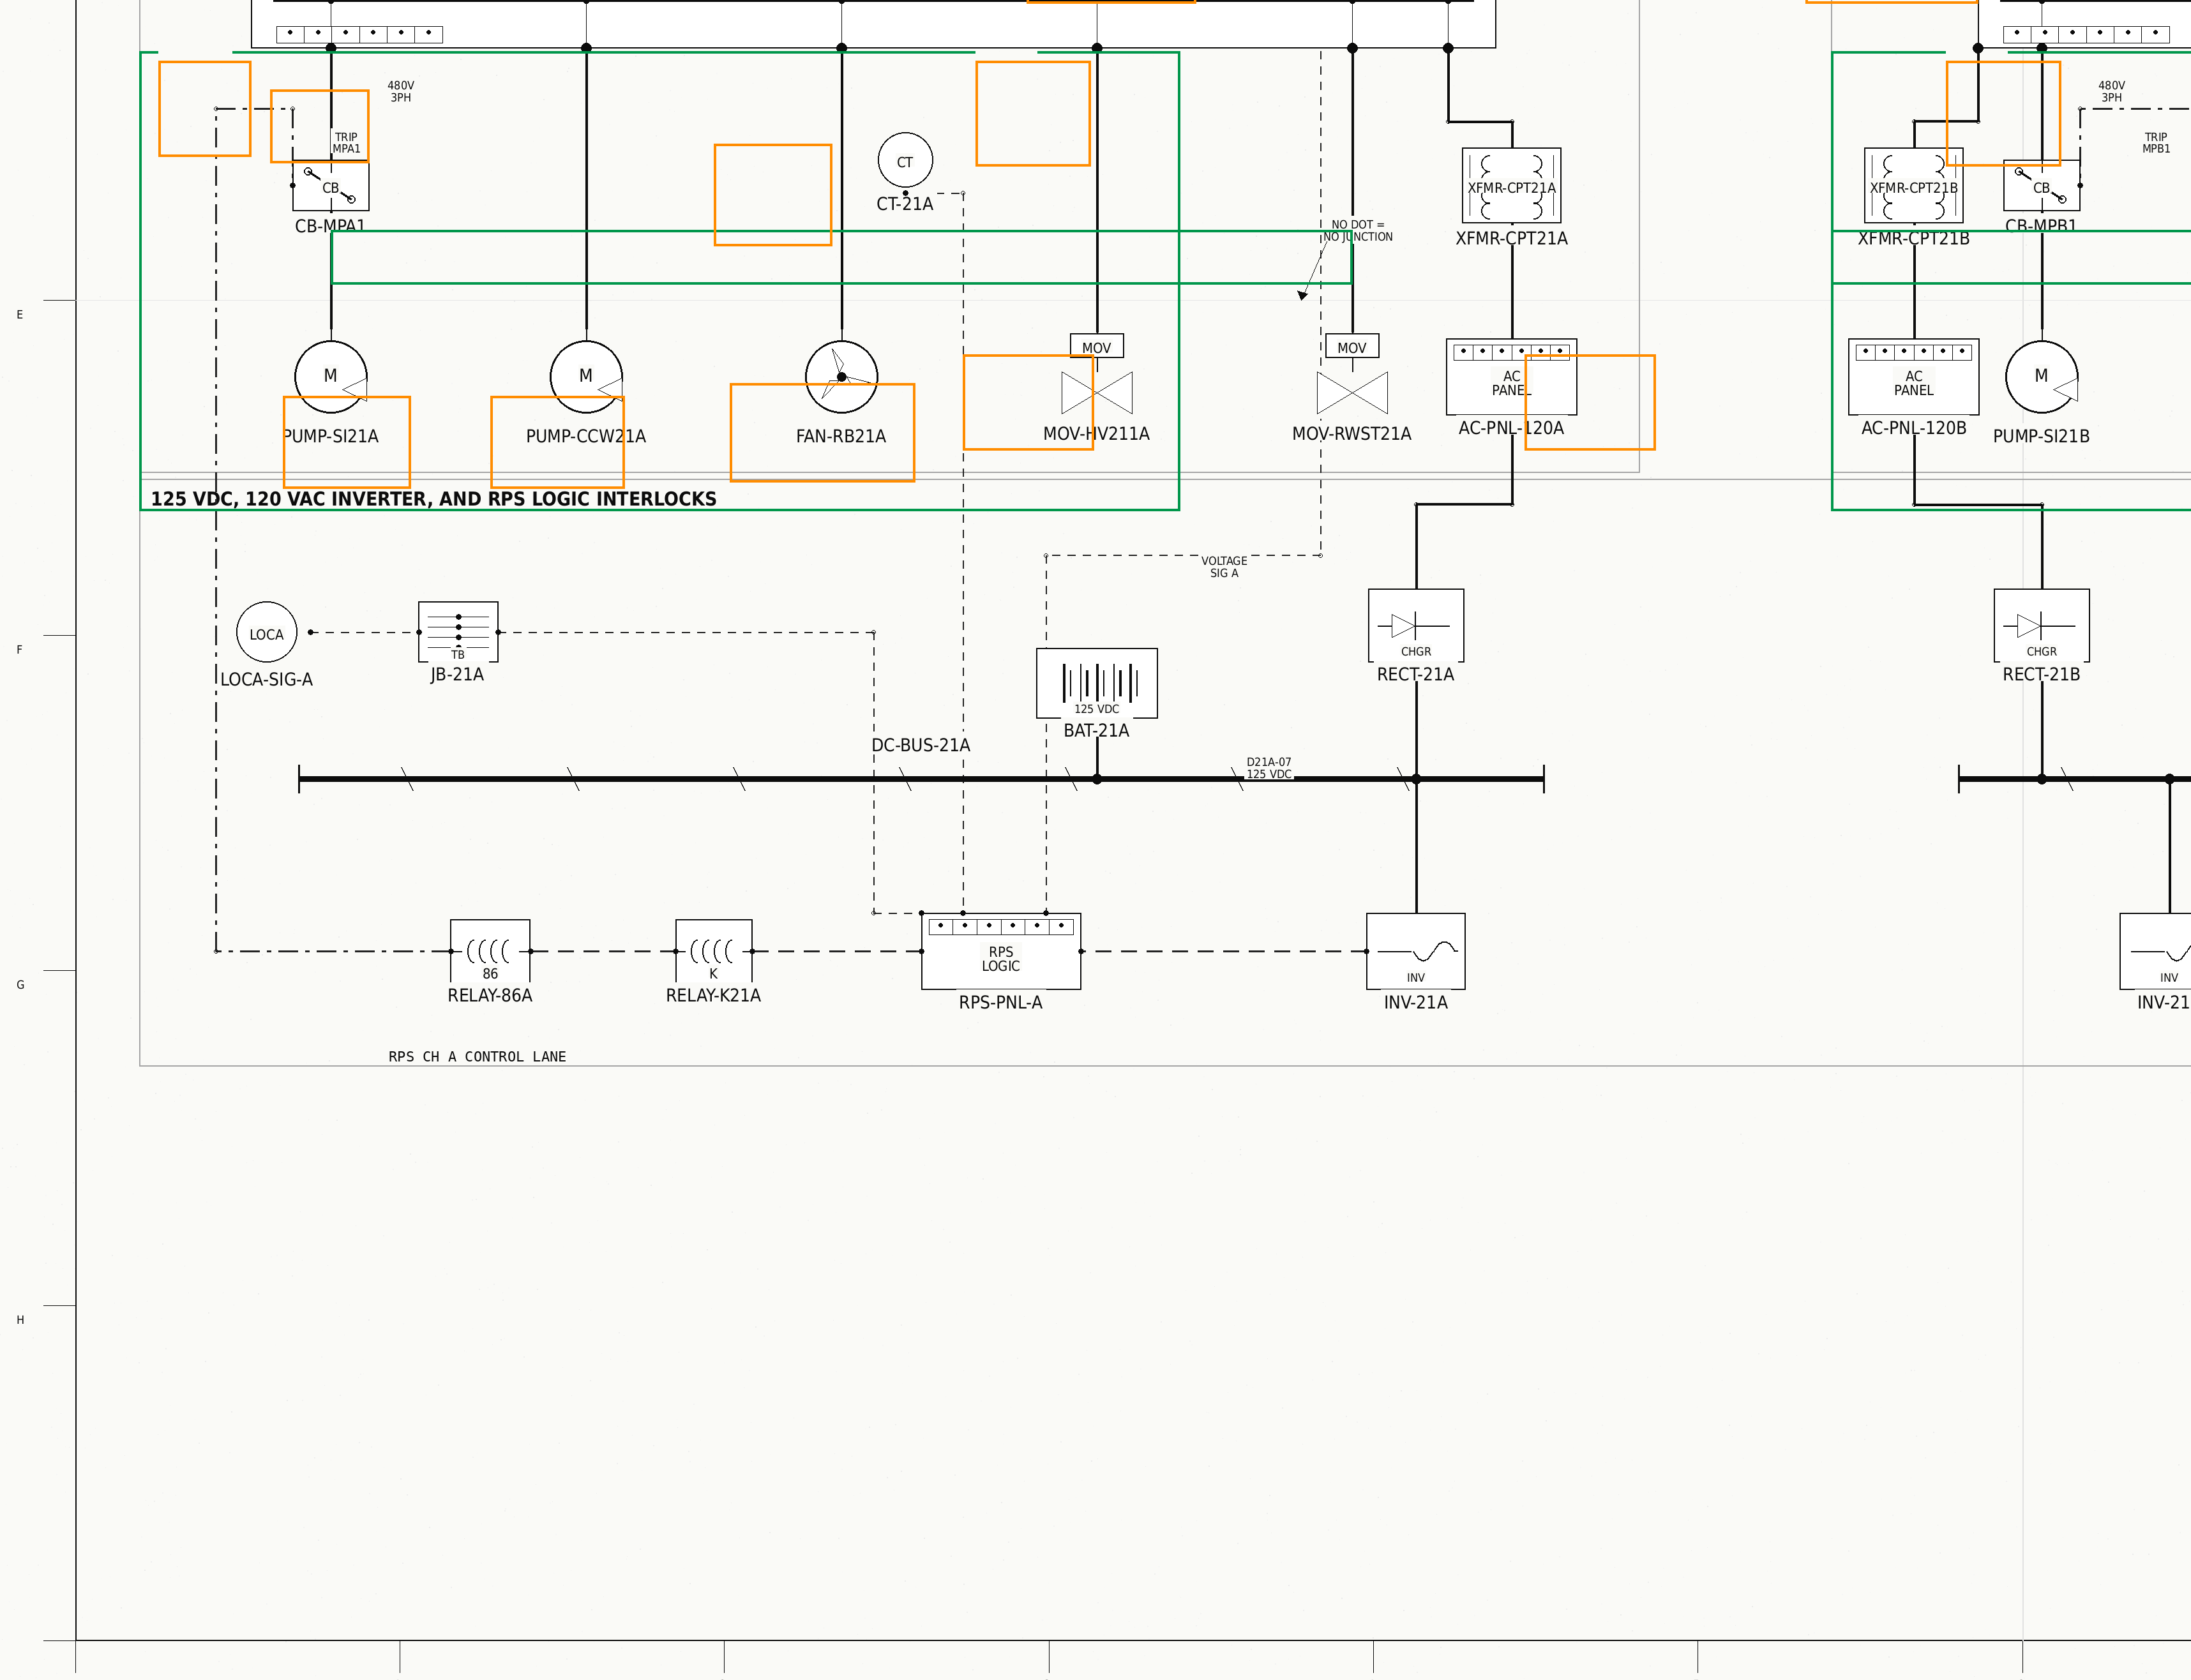 480V
3PH
480V
3PH
TRIP
MPA1
TRIP
MPB1
CT
CB
XFMR-CPT21A
XFMR-CPT21B
CB
CT-21A
CB-MPA1
NO DOT =
NO JUNCTION
XFMR-CPT21A
XFMR-CPT21B
CB-MPB1
E
MOV
MOV
M
M
AC
PANEL
AC
PANEL
M
PUMP-SI21A
PUMP-CCW21A
FAN-RB21A
MOV-HV211A
MOV-RWST21A
AC-PNL-120A
AC-PNL-120B
PUMP-SI21B
125 VDC, 120 VAC INVERTER, AND RPS LOGIC INTERLOCKS
VOLTAGE
SIG A
LOCA
TB
CHGR
CHGR
F
LOCA-SIG-A
JB-21A
RECT-21A
RECT-21B
125 VDC
BAT-21A
DC-BUS-21A
D21A-07
125 VDC
RPS
LOGIC
86
K
INV
INV
G
RELAY-86A
RELAY-K21A
RPS-PNL-A
INV-21A
INV-21
RPS CH A CONTROL LANE
H